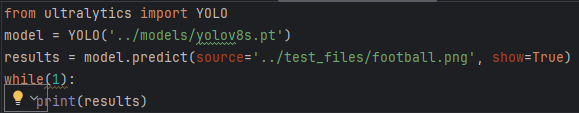 from ultralytics import YOLO
model = YOLO('../models/yolov8s.pt')
results = model.predict(source='../test_files/football.png', show=True)
while(1):
    print(results)